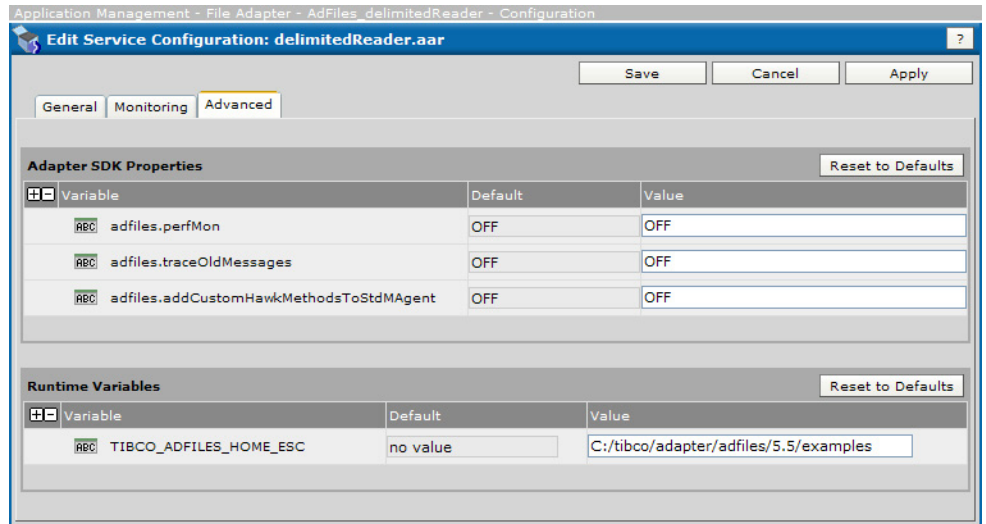 Application Management - File Adapter - AdFiles_delimitedReader - Configuration
Edit Service Configuration: delimitedReader.aar ?
Save Cancel Apply
General Monitoring Advanced
Adapter SDK Properties Reset to Defaults
Variable Default Value
ABC adfiles.perfMon OFF OFF
ABC adfiles.traceOldMessages OFF OFF
ABC adfiles.addCustomHawkMethodsToStdMAgent OFF OFF
Runtime Variables Reset to Defaults
Variable Default Value
ABC TIBCO_ADFILES_HOME_ESC no value C:/tibco/adapter/adfiles/5.5/examples